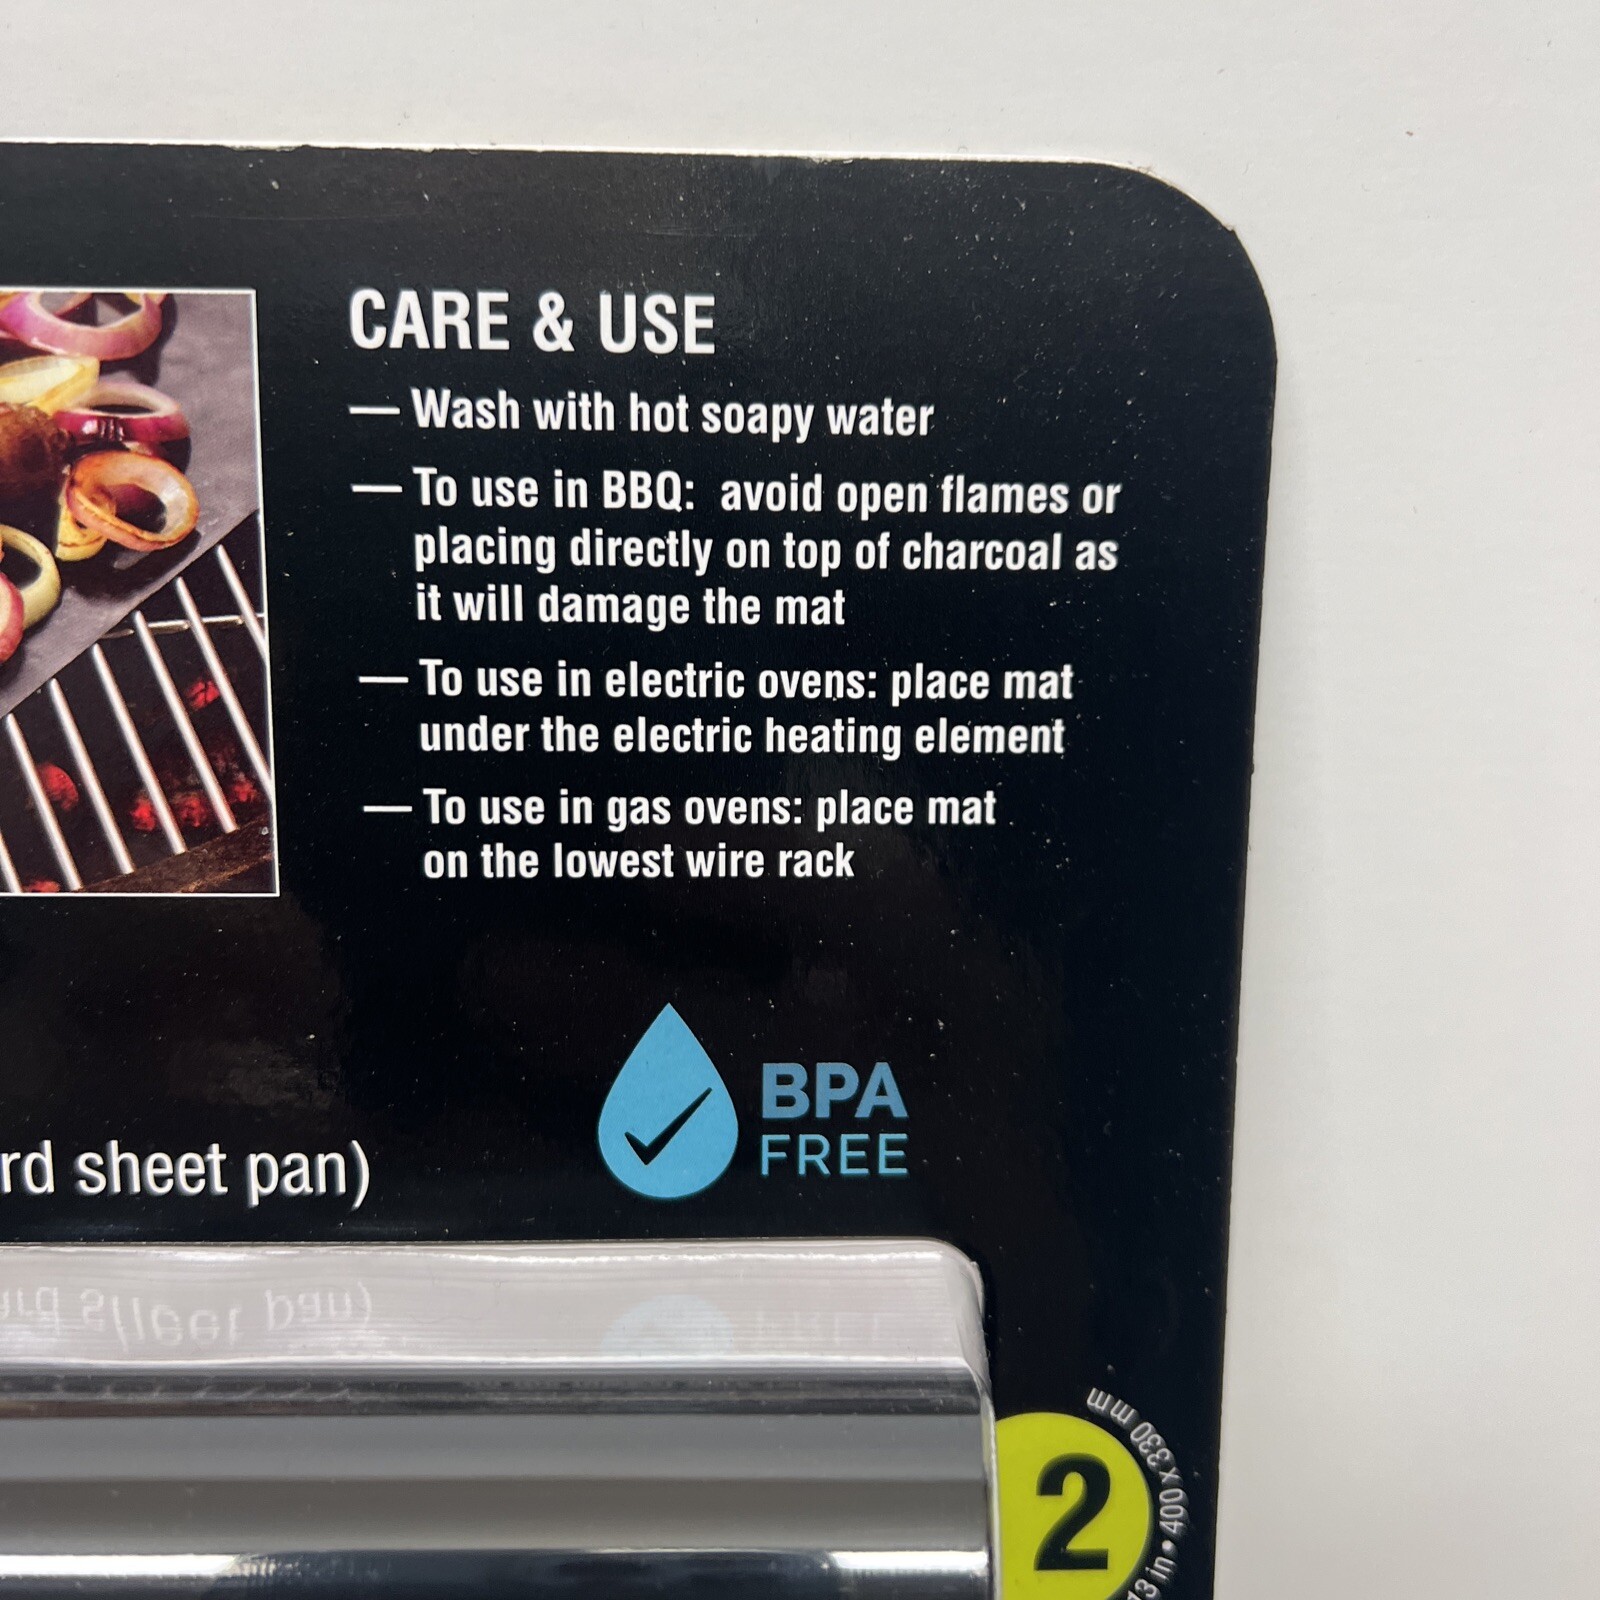 CARE & USE
— Wash with hot soapy water
— To use in BBQ: avoid open flames or
placing directly on top of charcoal as
it will damage the mat
— To use in electric ovens: place mat
under the electric heating element
— To use in gas ovens: place mat
on the lowest wire rack
BPA
FREE
rd sheet pan)
2
13 in • 400 x 330 mm